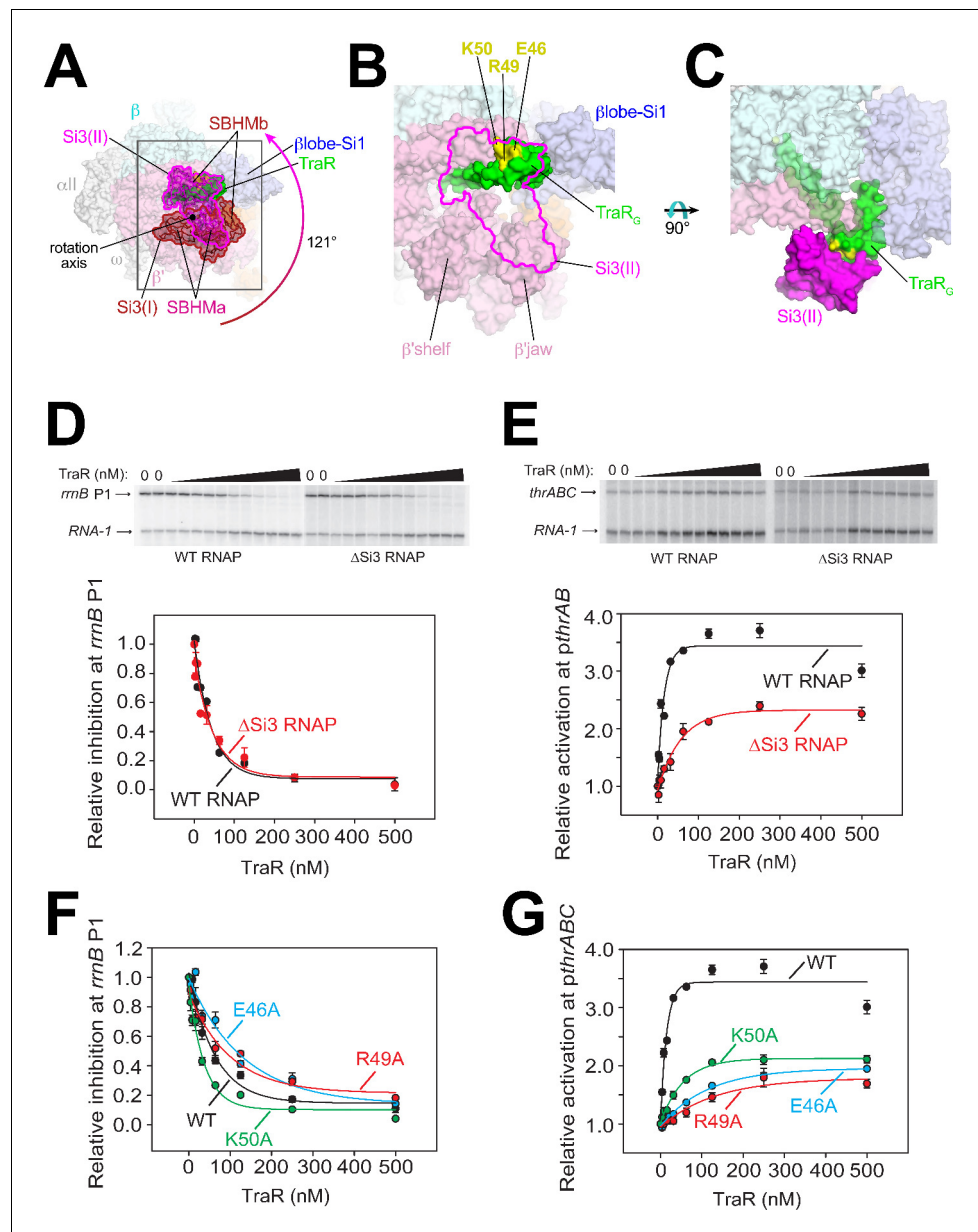 A
β
Si3(II)
SBHMb
βlobe-Si1
TraR
αII
rotation
axis
121°
ω
β'
Si3(I)
SBHMa
B
K50
E46
R49
βlobe-Si1
TraRG
Si3(II)
β'shelf
β'jaw
90°
C
TraRG
Si3(II)
D
TraR (nM):
0 0
0 0
rrnB P1
RNA-1
WT RNAP
ΔSi3 RNAP
Relative inhibition at rrnB P1
1.0
0.8
0.6
0.4
0.2
0.0
ΔSi3 RNAP
WT RNAP
0 100 200 300 400 500
TraR (nM)
E
TraR (nM):
0 0
0 0
thrABC
RNA-1
WT RNAP
ΔSi3 RNAP
Relative activation at pthrAB
4.0
3.0
2.0
1.0
WT RNAP
ΔSi3 RNAP
0 100 200 300 400 500
TraR (nM)
F
Relative inhibition at rrnB P1
1.2
1.0
0.8
0.6
0.4
0.2
0.0
E46A
R49A
WT
K50A
0 100 200 300 400 500
TraR (nM)
G
Relative activation at pthrABC
4.0
3.0
2.0
1.0
WT
K50A
E46A
R49A
0 100 200 300 400 500
TraR (nM)